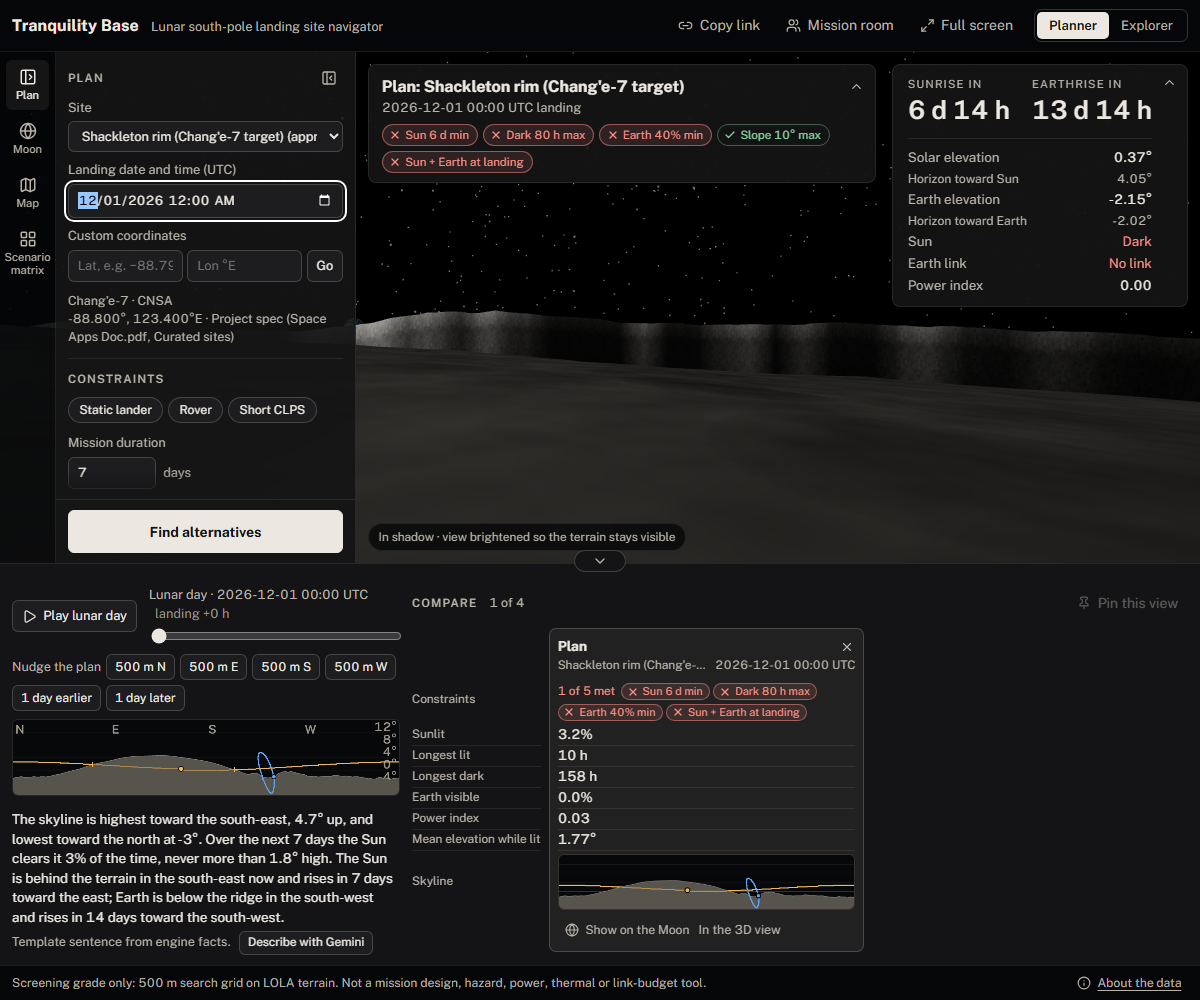 Tranquility Base Lunar south-pole landing site navigator
Copy link Mission room Full screen Planner Explorer
Plan
Moon
Map
Scenario
matrix
PLAN
Site
Shackleton rim (Chang'e-7 target) (appr
Landing date and time (UTC)
12/01/2026 12:00 AM
Custom coordinates
Lat, e.g. −88.79 Lon °E Go
Chang'e-7 · CNSA
-88.800°, 123.400°E · Project spec (Space
Apps Doc.pdf, Curated sites)
CONSTRAINTS
Static lander Rover Short CLPS
Mission duration
7 days
Find alternatives
Plan: Shackleton rim (Chang'e-7 target)
2026-12-01 00:00 UTC landing
Sun 6 d min Dark 80 h max Earth 40% min Slope 10° max
Sun + Earth at landing
SUNRISE IN EARTHRISE IN
6 d 14 h 13 d 14 h
Solar elevation 0.37°
Horizon toward Sun 4.05°
Earth elevation -2.15°
Horizon toward Earth -2.02°
Sun Dark
Earth link No link
Power index 0.00
In shadow · view brightened so the terrain stays visible
Play lunar day
Lunar day · 2026-12-01 00:00 UTC
landing +0 h
Nudge the plan 500 m N 500 m E 500 m S 500 m W
1 day earlier 1 day later
N E S W 12°
8°
4°
0°
-4°
The skyline is highest toward the south-east, 4.7° up, and
lowest toward the north at -3°. Over the next 7 days the Sun
clears it 3% of the time, never more than 1.8° high. The Sun
is behind the terrain in the south-east now and rises in 7 days
toward the east; Earth is below the ridge in the south-west
and rises in 14 days toward the south-west.
Template sentence from engine facts. Describe with Gemini
COMPARE 1 of 4 Pin this view
Plan
Shackleton rim (Chang'e-... 2026-12-01 00:00 UTC
Constraints 1 of 5 met Sun 6 d min Dark 80 h max
Earth 40% min Sun + Earth at landing
Sunlit 3.2%
Longest lit 10 h
Longest dark 158 h
Earth visible 0.0%
Power index 0.03
Mean elevation while lit 1.77°
Skyline
Show on the Moon In the 3D view
Screening grade only: 500 m search grid on LOLA terrain. Not a mission design, hazard, power, thermal or link-budget tool.
About the data